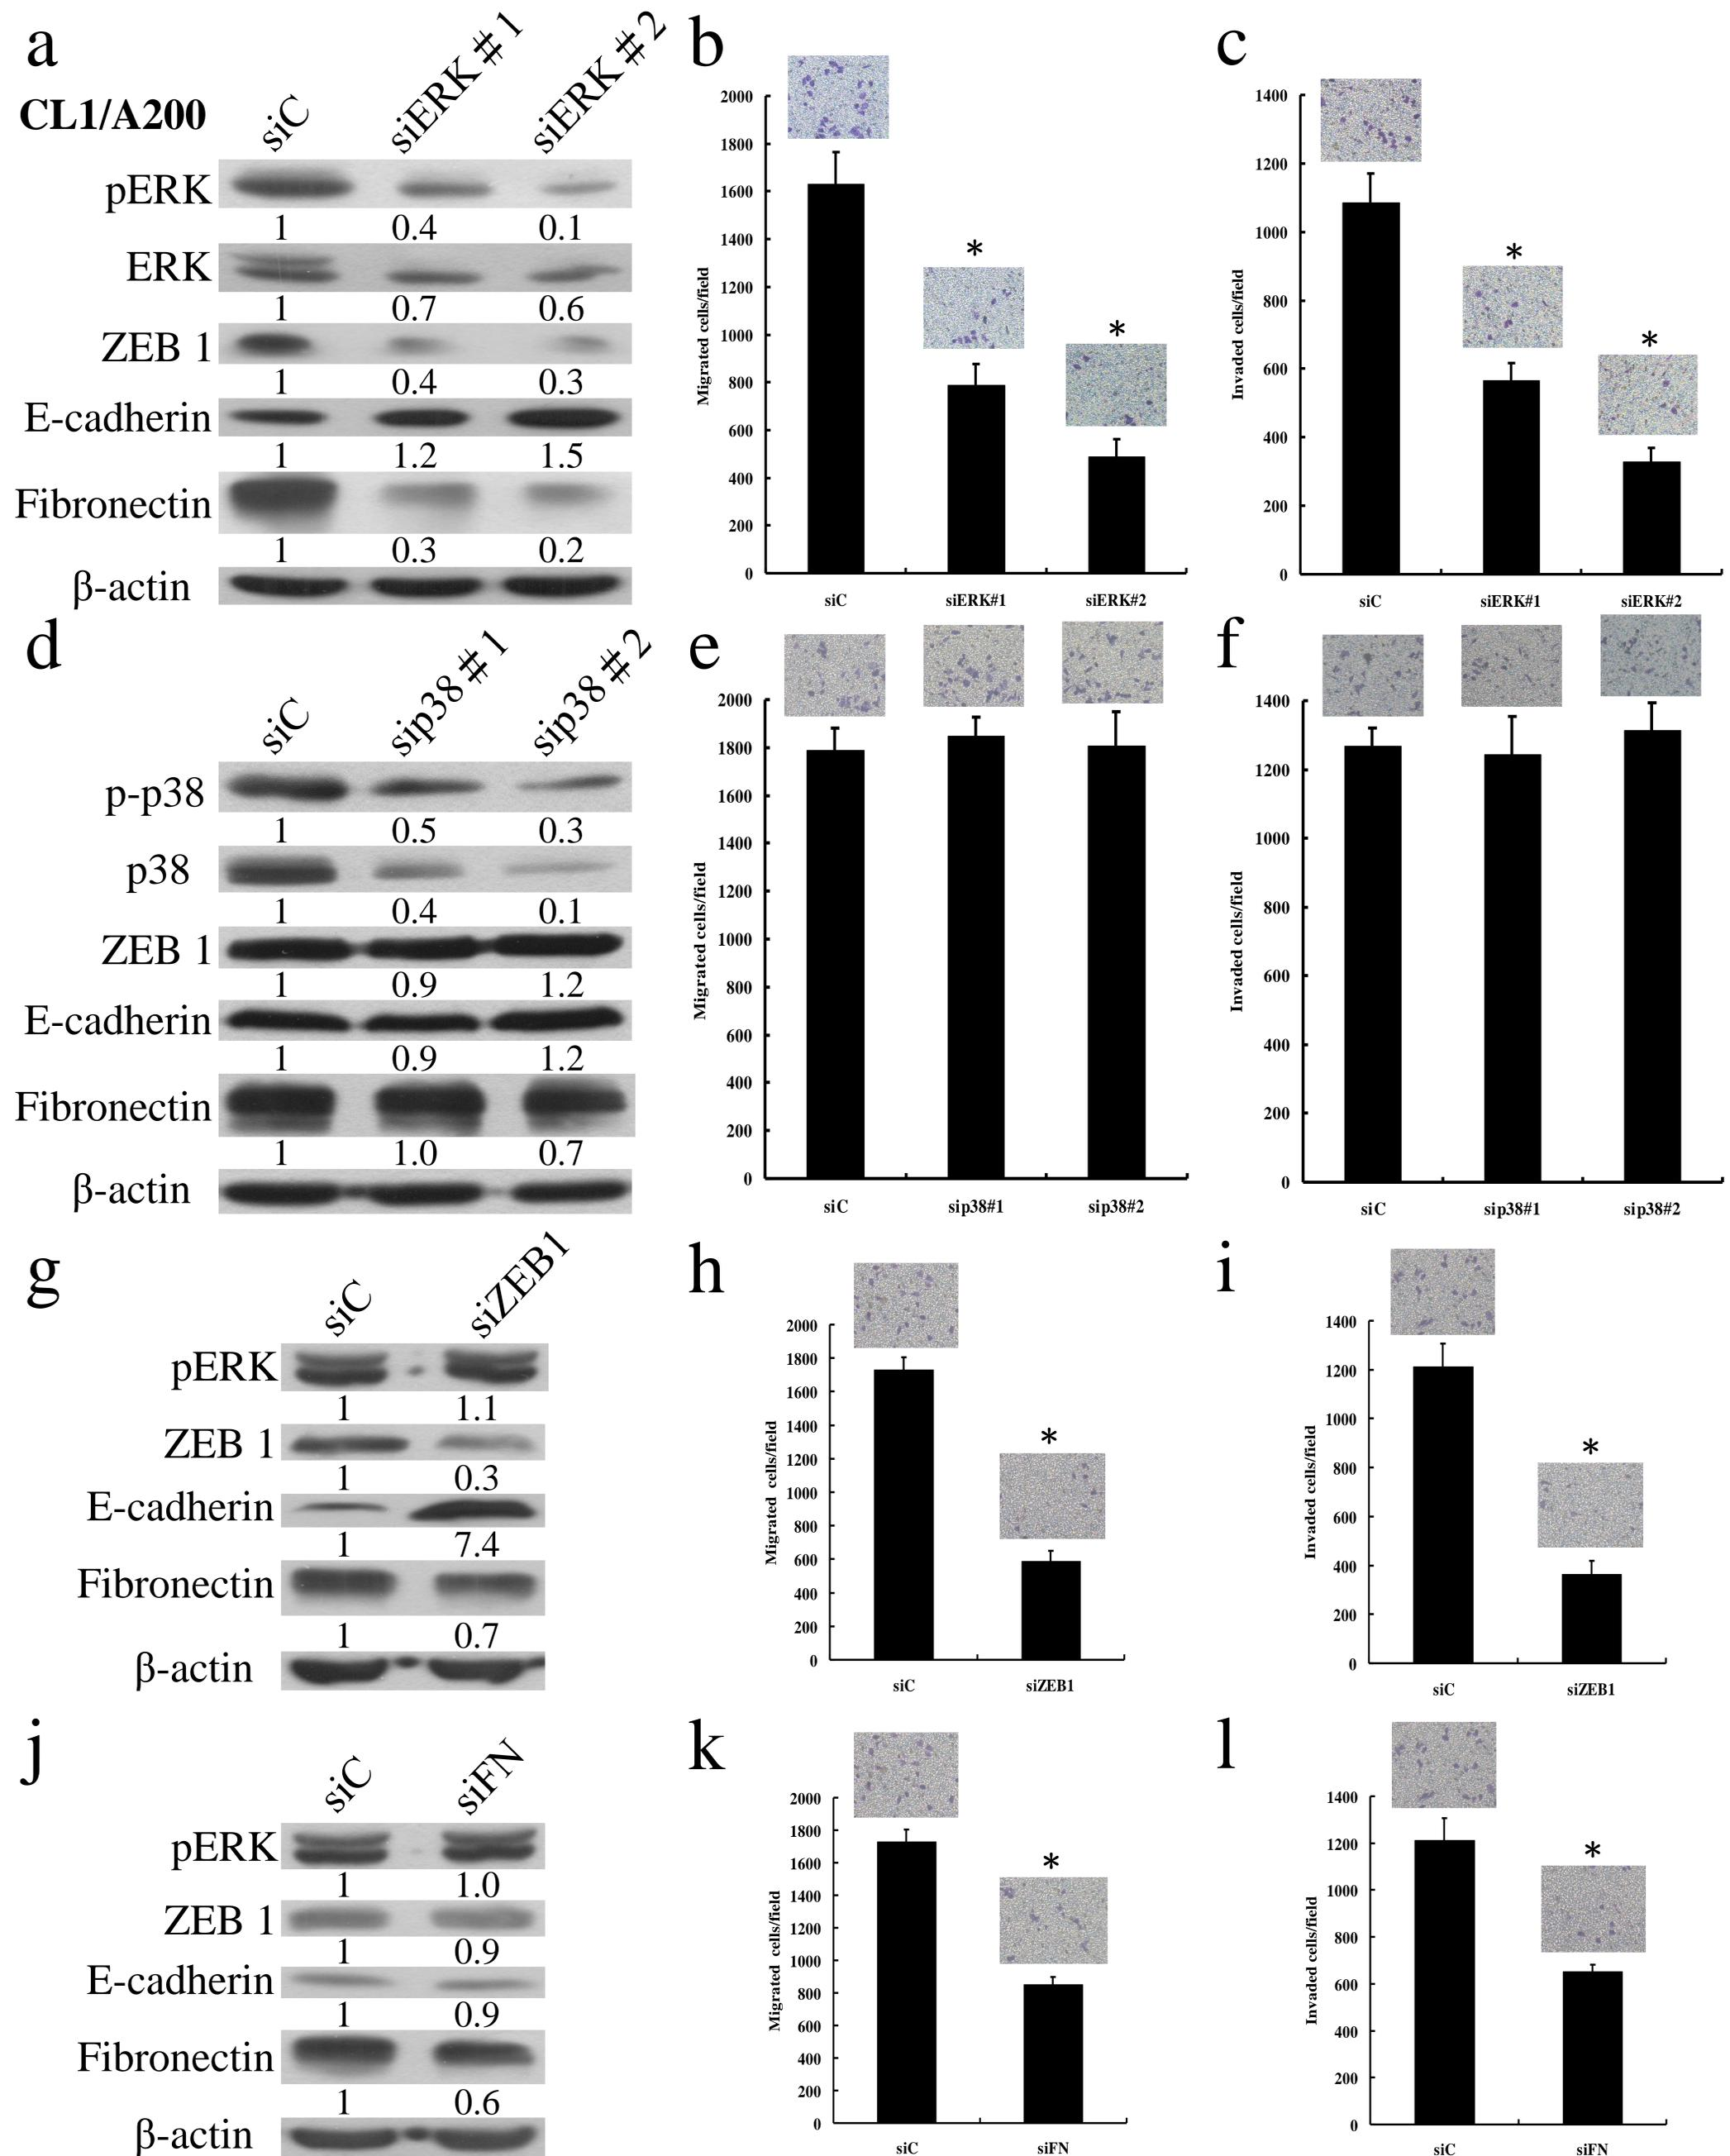 a
CL1/A200
siC
siERK#1
siERK#2
pERK
1 0.4 0.1
ERK
1 0.7 0.6
ZEB 1
1 0.4 0.3
E-cadherin
1 1.2 1.5
Fibronectin
1 0.3 0.2
β-actin
b
Migrated cells/field
2000
1800
1600
1400
1200
1000
800
600
400
200
0
*
*
siC siERK#1 siERK#2
c
Invaded cells/field
1400
1200
1000
800
600
400
200
0
*
*
siC siERK#1 siERK#2
d
siC
sip38#1
sip38#2
p-p38
1 0.5 0.3
p38
1 0.4 0.1
ZEB 1
1 0.9 1.2
E-cadherin
1 0.9 1.2
Fibronectin
1 1.0 0.7
β-actin
e
Migrated cells/field
2000
1800
1600
1400
1200
1000
800
600
400
200
0
siC sip38#1 sip38#2
f
Invaded cells/field
1400
1200
1000
800
600
400
200
0
siC sip38#1 sip38#2
g
siC
siZEB1
pERK
1 1.1
ZEB 1
1 0.3
E-cadherin
1 7.4
Fibronectin
1 0.7
β-actin
h
Migrated cells/field
2000
1800
1600
1400
1200
1000
800
600
400
200
0
*
siC siZEB1
i
Invaded cells/field
1400
1200
1000
800
600
400
200
0
*
siC siZEB1
j
siC
siFN
pERK
1 1.0
ZEB 1
1 0.9
E-cadherin
1 0.9
Fibronectin
1 0.6
β-actin
k
Migrated cells/field
2000
1800
1600
1400
1200
1000
800
600
400
200
0
*
siC siFN
l
Invaded cells/field
1400
1200
1000
800
600
400
200
0
*
siC siFN